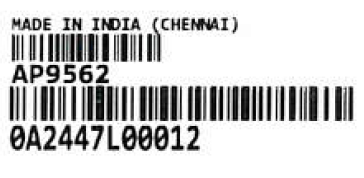 MADE IN INDIA (CHENNAI)
AP9562
0A2447L00012